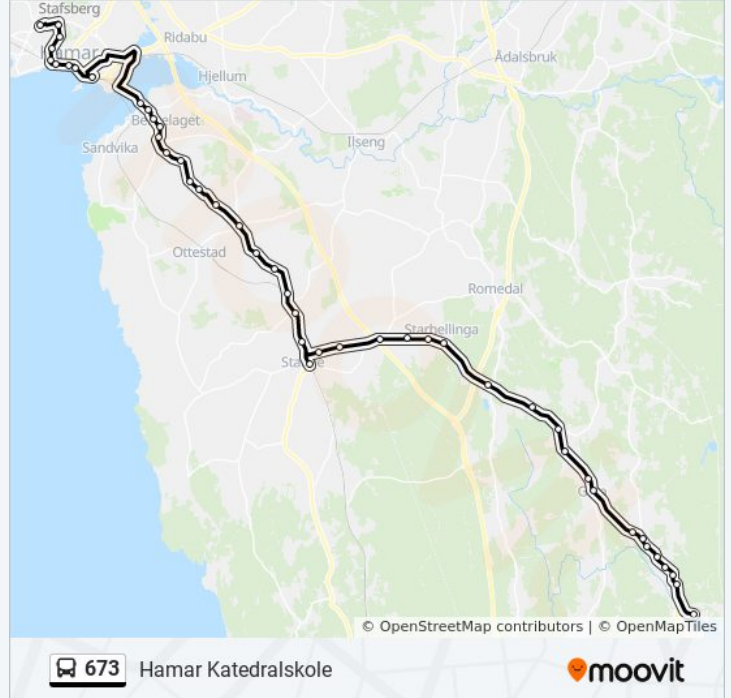 Stafsberg
Ridabu
Hamar
Ådalsbruk
Hjellum
Ilseng
Sandvika
Ottestad
Romedal
Starhellinga
© OpenStreetMap contributors | © OpenMapTiles
673 Hamar Katedralskole moovit